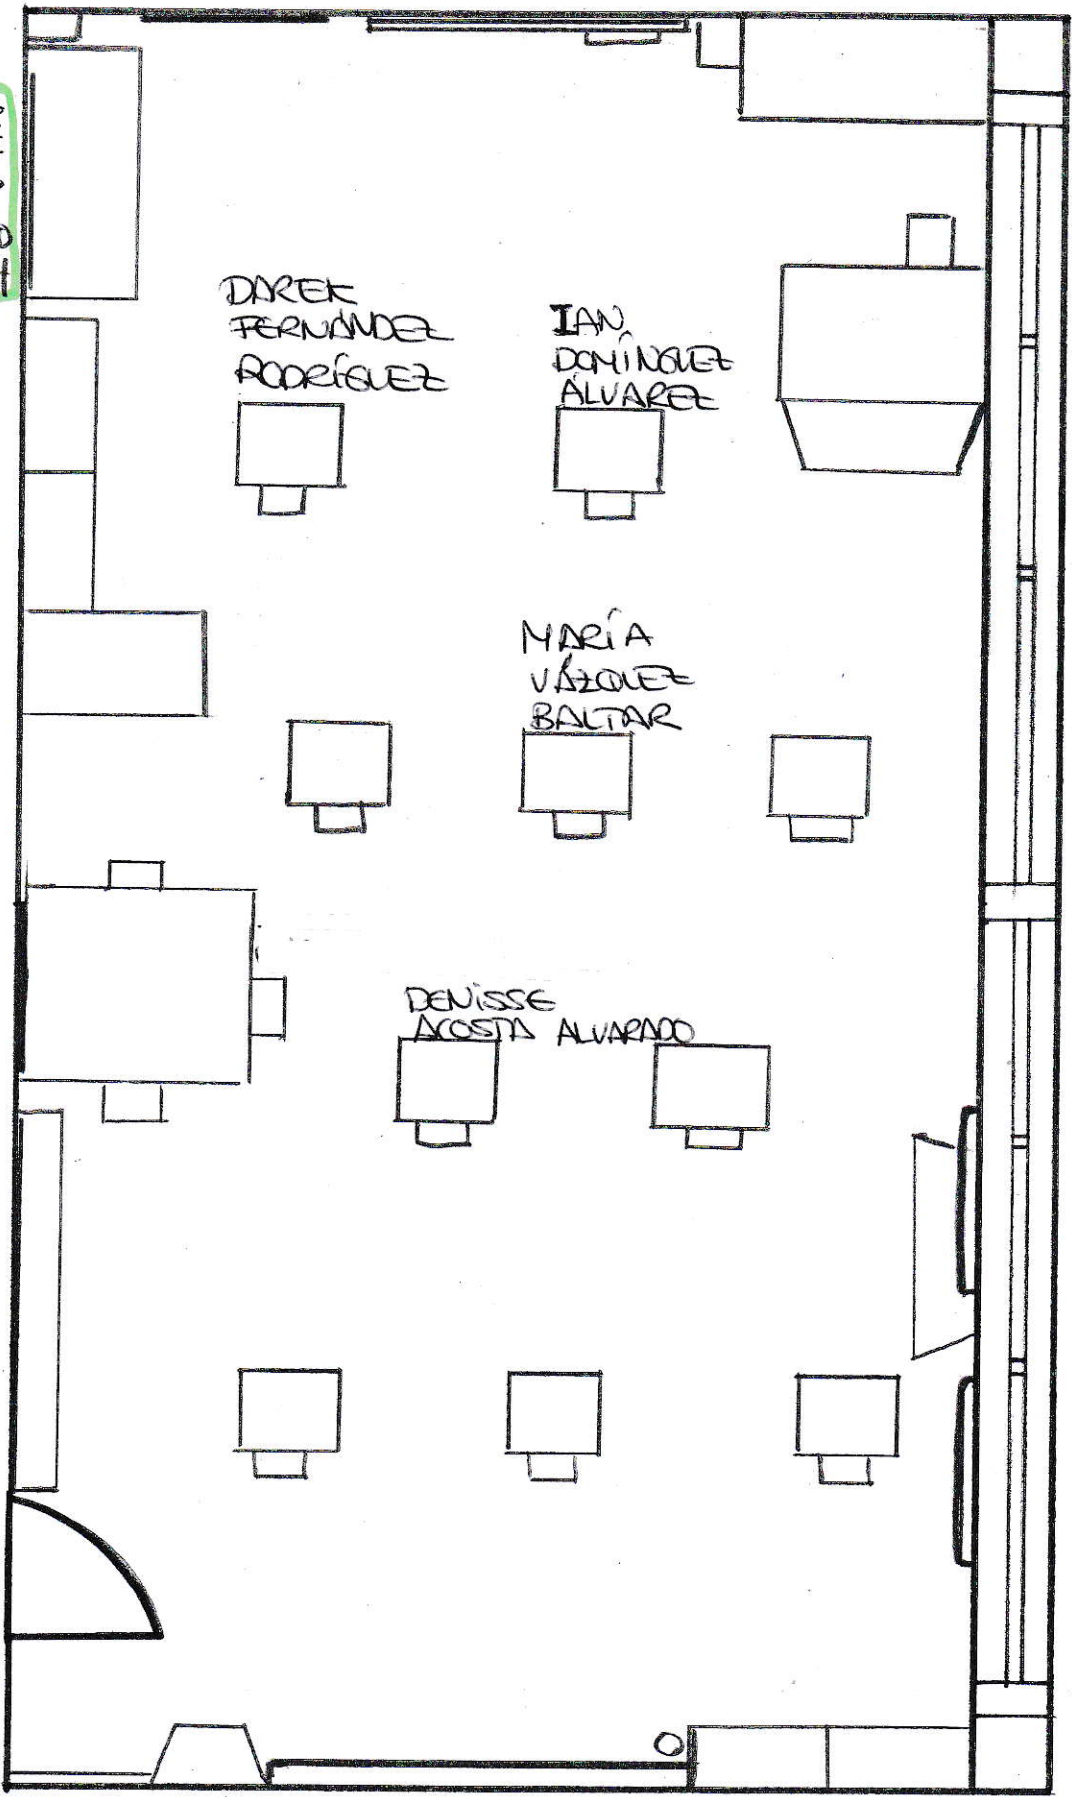 DAREK
FERNÁNDEZ
RODRÍGUEZ
IAN
DOMÍNGUEZ
ÁLVAREZ
MARÍA
VÁZQUEZ
BALTAR
DENISSE
ACOSTA ALVARADO